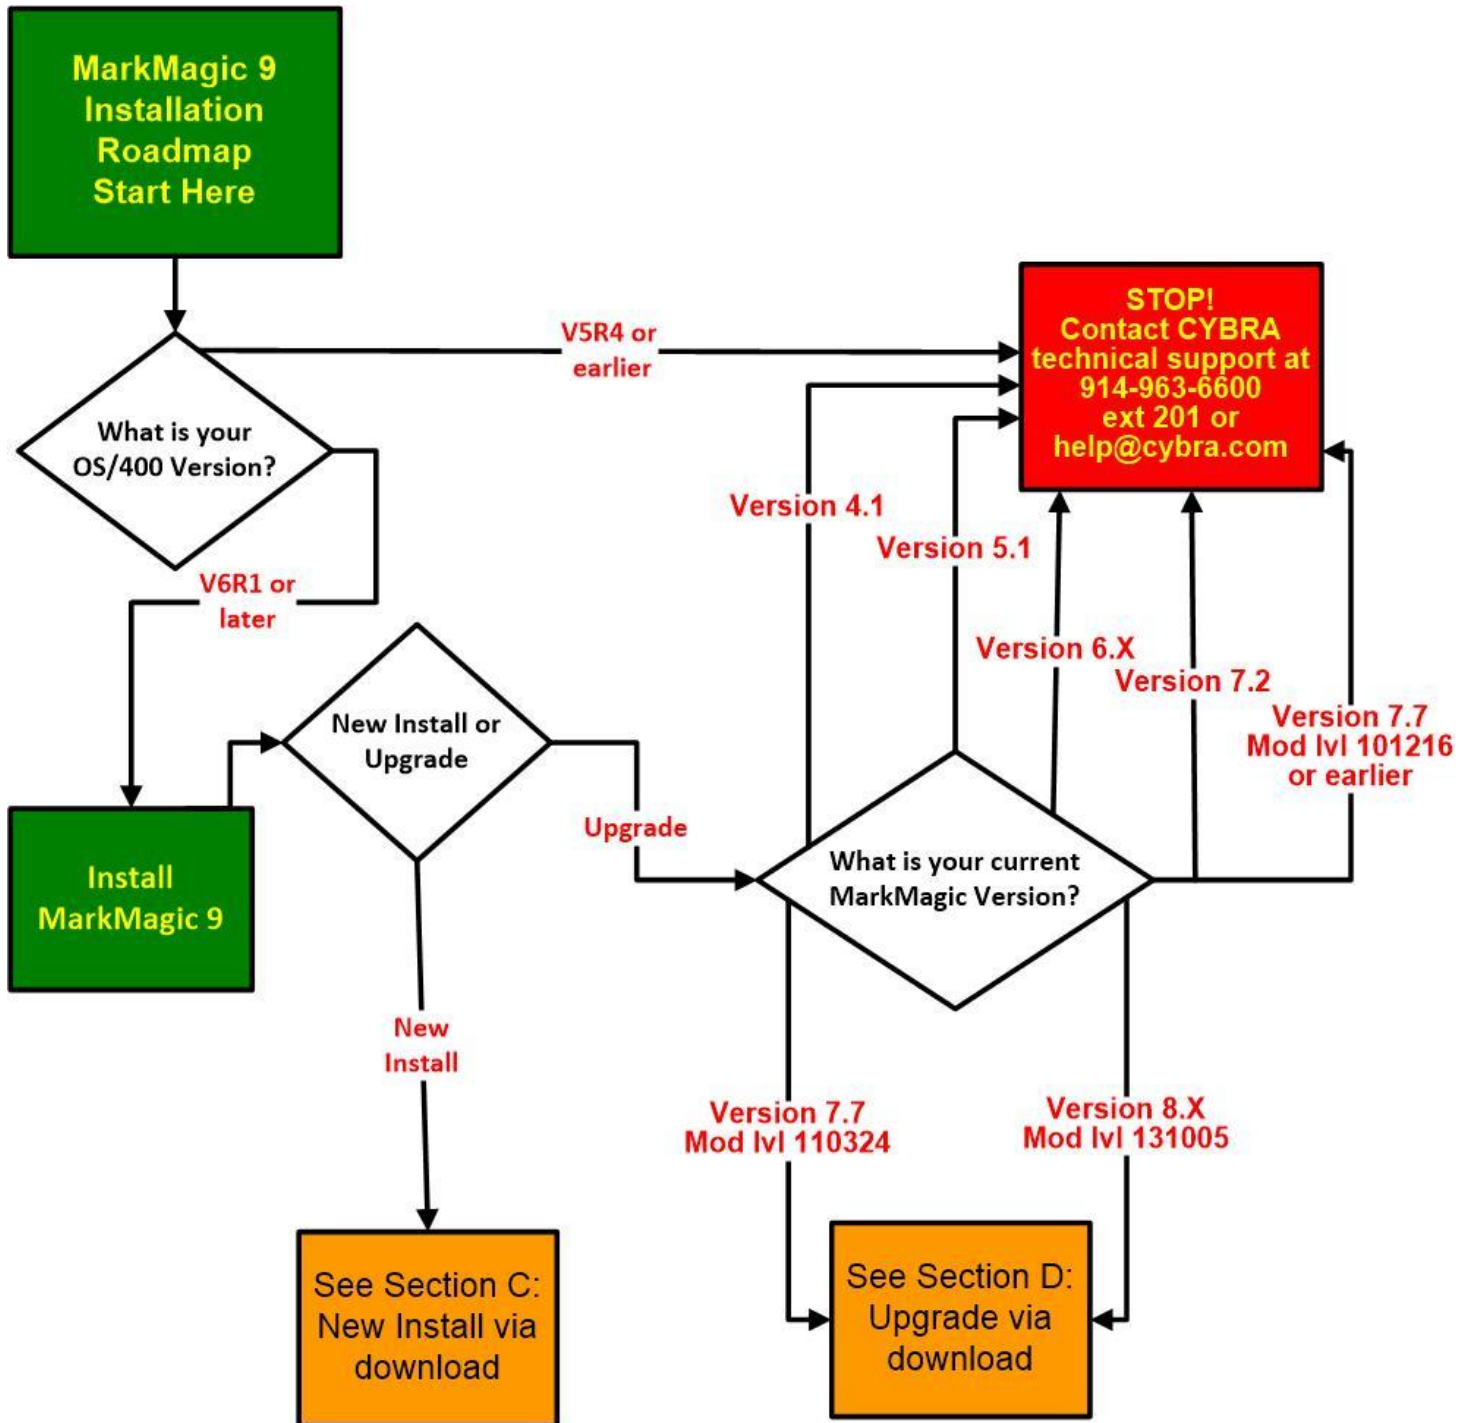 MarkMagic 9
Installation
Roadmap
Start Here
V5R4 or
earlier
STOP!
Contact CYBRA
technical support at
914-963-6600
ext 201 or
help@cybra.com
What is your
OS/400 Version?
Version 4.1
Version 5.1
V6R1 or
later
Version 6.X
Version 7.2
Version 7.7
Mod lvl 101216
or earlier
New Install or
Upgrade
Upgrade
What is your current
MarkMagic Version?
Install
MarkMagic 9
New
Install
Version 7.7
Mod lvl 110324
Version 8.X
Mod lvl 131005
See Section C:
New Install via
download
See Section D:
Upgrade via
download